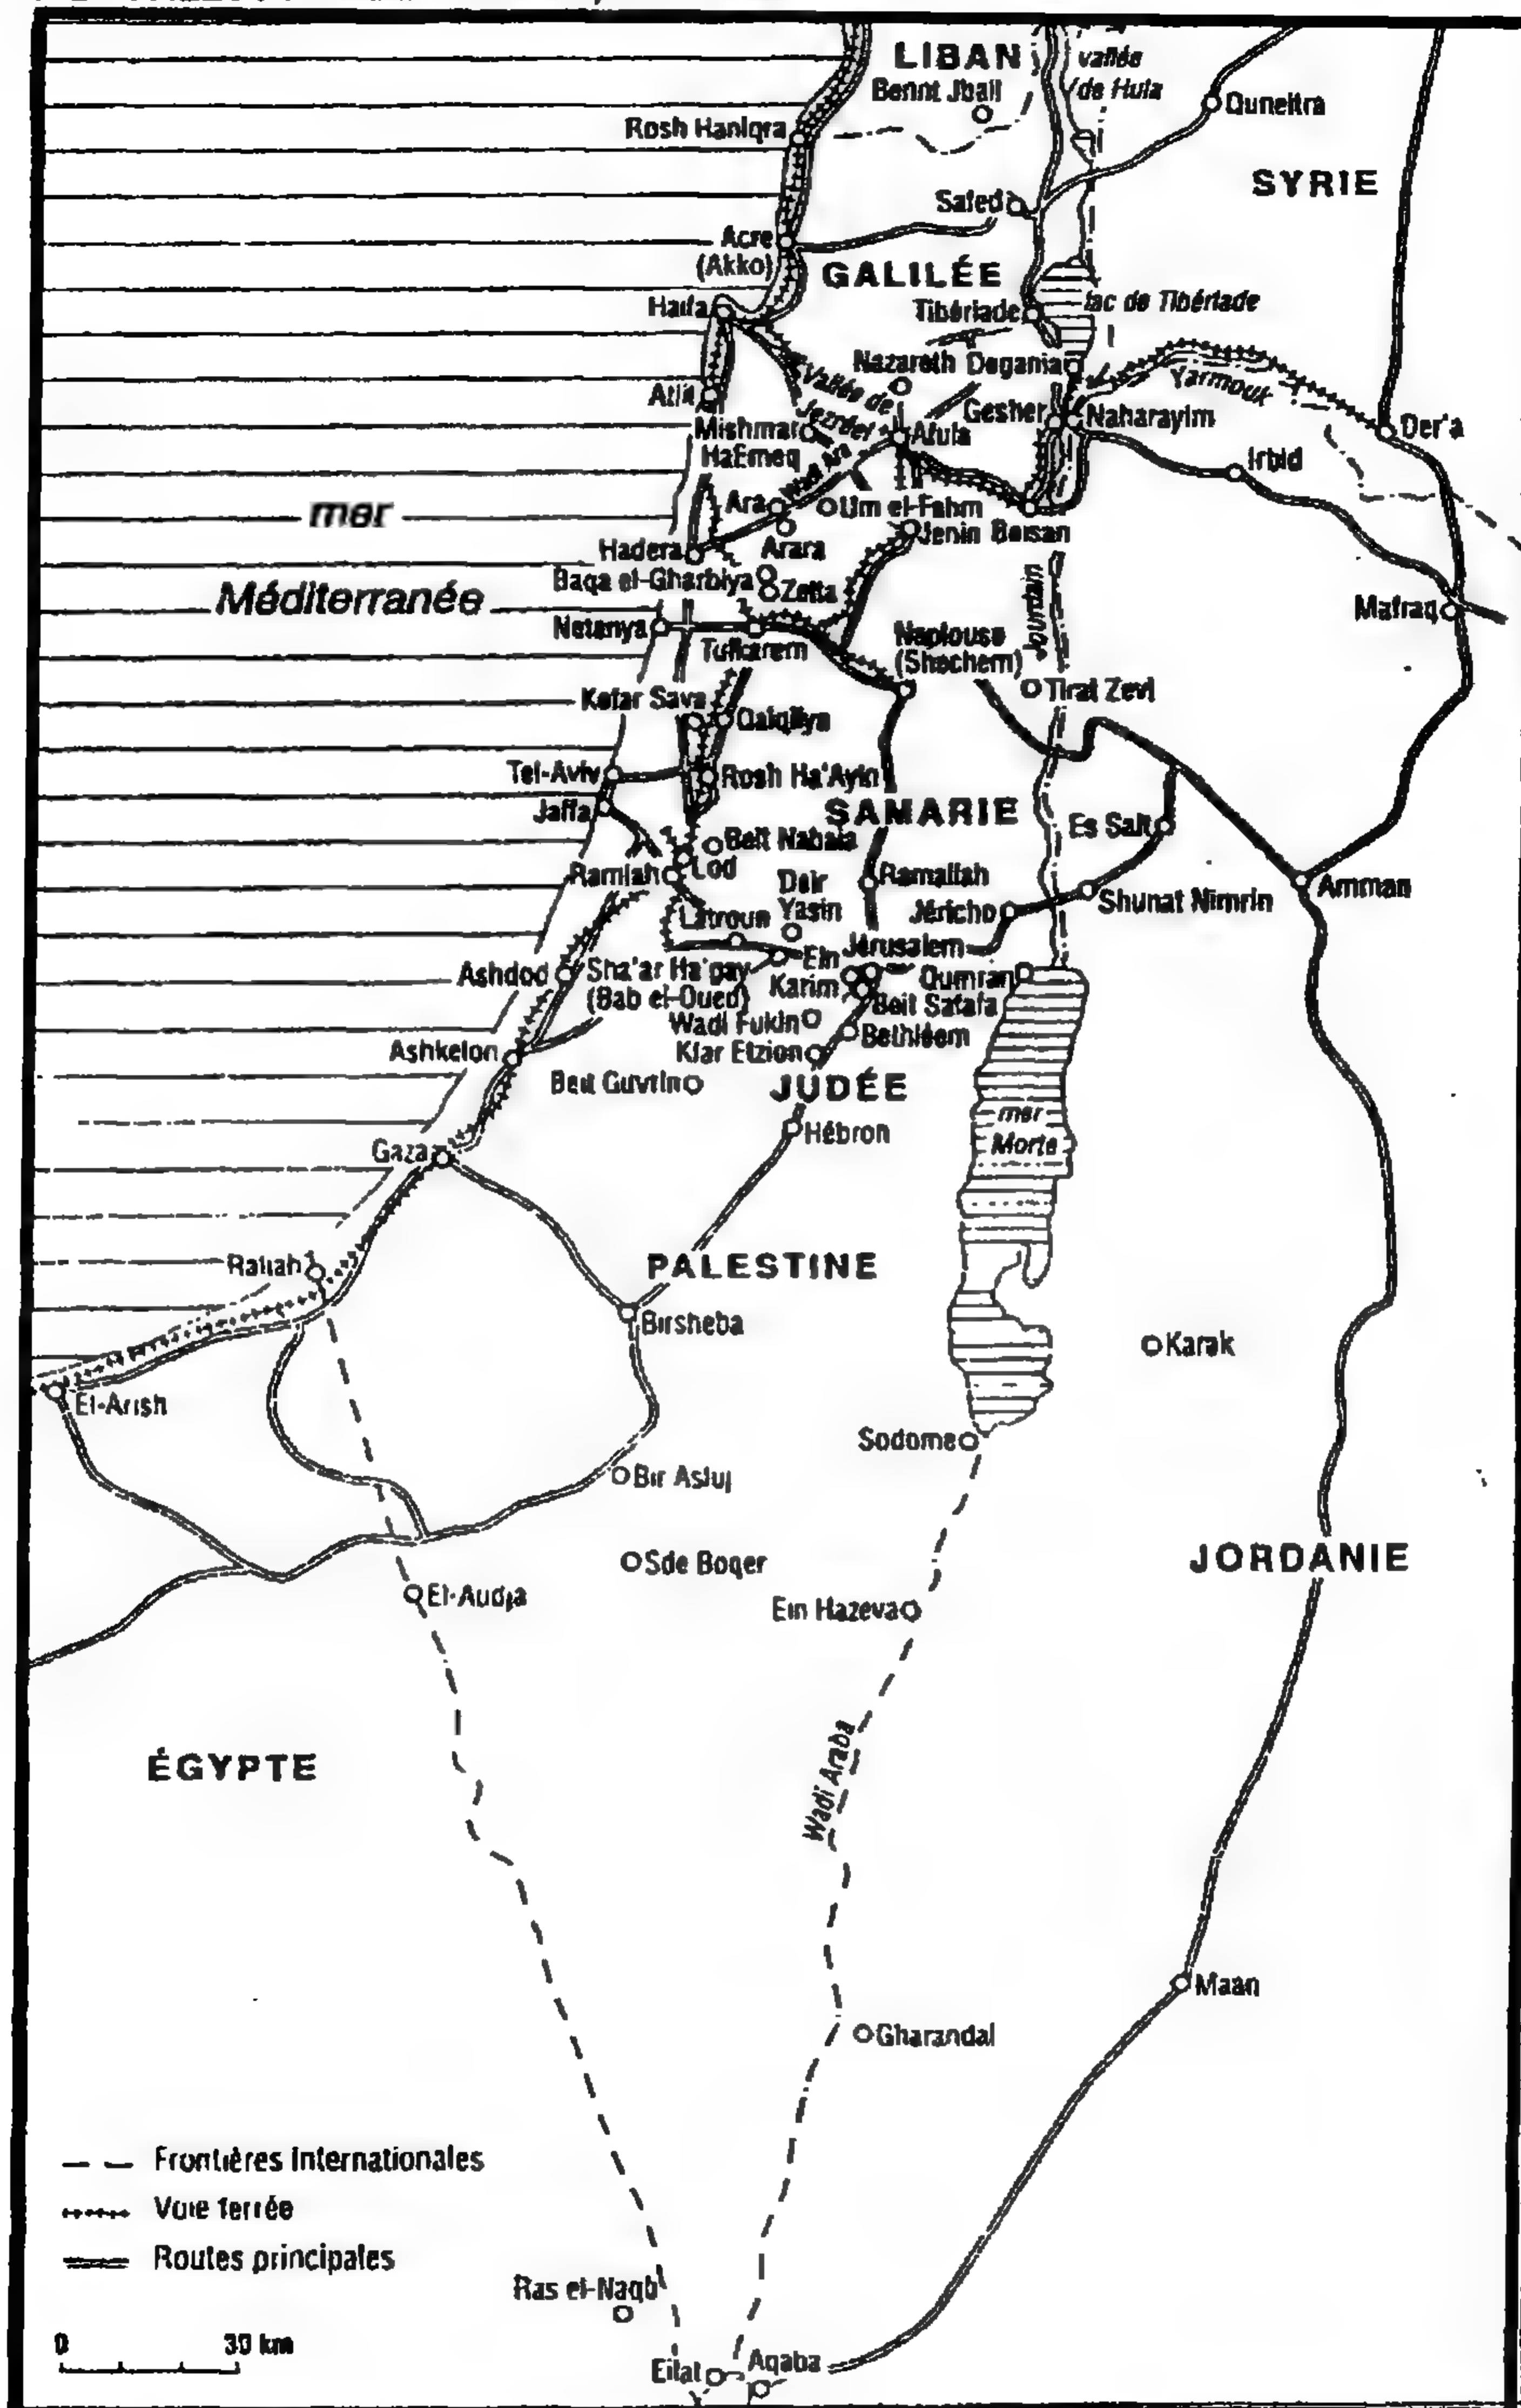 LIBAN
vallée
de Hula
Bennt Jbail
Quneitra
Rosh Haniqra
SYRIE
Safed
Acre
(Akko)
GALILÉE
Haifa
Tibériade
lac de Tibériade
Nazareth
Degania
Vallée de
Jezréel
Yarmouk
Atlit
Gesher
Naharayim
Mishmar
HaEmeq
Afula
Der'a
Wadi Ara
Irbid
mer
Ara
Um el-Fahm
Jenin
Beisan
Hadera
Arara
Baqa el-Gharbiya
Zeita
Jourdain
Méditerranée
Mafraq
Netanya
Tulkarem
Naplouse
(Shechem)
Tirat Zevi
Kefar Sava
Qalqilya
Tel-Aviv
Rosh Ha'Ayin
Jaffa
SAMARIE
Es Salt
Beit Nabala
Ramlah
Lod
Deir
Yasin
Ramallah
Amman
Shunat Nimrin
Jéricho
Latroun
Jérusalem
Ein
Karim
Ashdod
Sha'ar Ha'gay
(Bab el-Oued)
Qumran
Beit Safafa
Wadi Fukin
Bethléem
Ashkelon
Kfar Etzion
Beit Guvrin
JUDÉE
mer
Morte
Hébron
Gaza
PALESTINE
Rafiah
Birsheba
Karak
El-Arish
Sodome
Bir Asluj
JORDANIE
Sde Boqer
El-Audja
Ein Hazeva
Wadi Araba
ÉGYPTE
Maan
Gharandal
Frontières internationales
Voie ferrée
Routes principales
Ras el-Naqb
0 30 km
Eilat
Aqaba